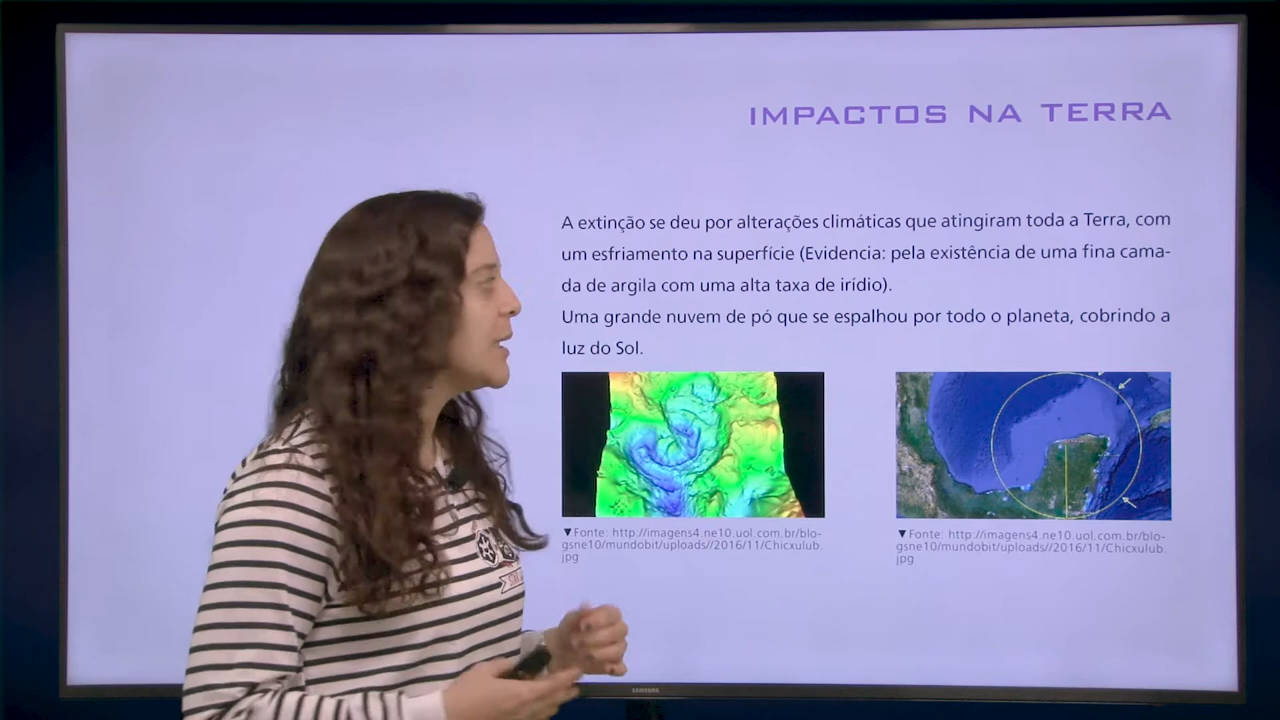 IMPACTOS NA TERRA
A extinção se deu por alterações climáticas que atingiram toda a Terra, com
um esfriamento na superfície (Evidencia: pela existência de uma fina cama-
da de argila com uma alta taxa de irídio).
Uma grande nuvem de pó que se espalhou por todo o planeta, cobrindo a
luz do Sol.
▼Fonte: http://imagens4.ne10.uol.com.br/blo-
gsne10/mundobit/uploads//2016/11/Chicxulub.
jpg
▼Fonte: http://imagens4.ne10.uol.com.br/blo-
gsne10/mundobit/uploads//2016/11/Chicxulub.
jpg
SAMSUNG